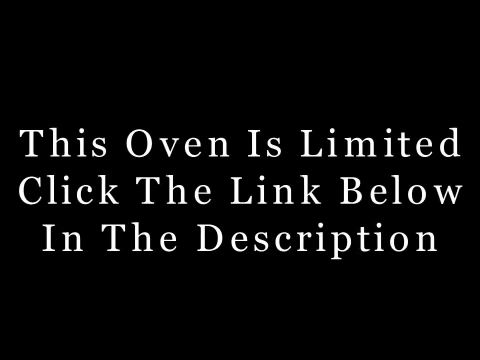 This Oven Is Limited
Click The Link Below
In The Description